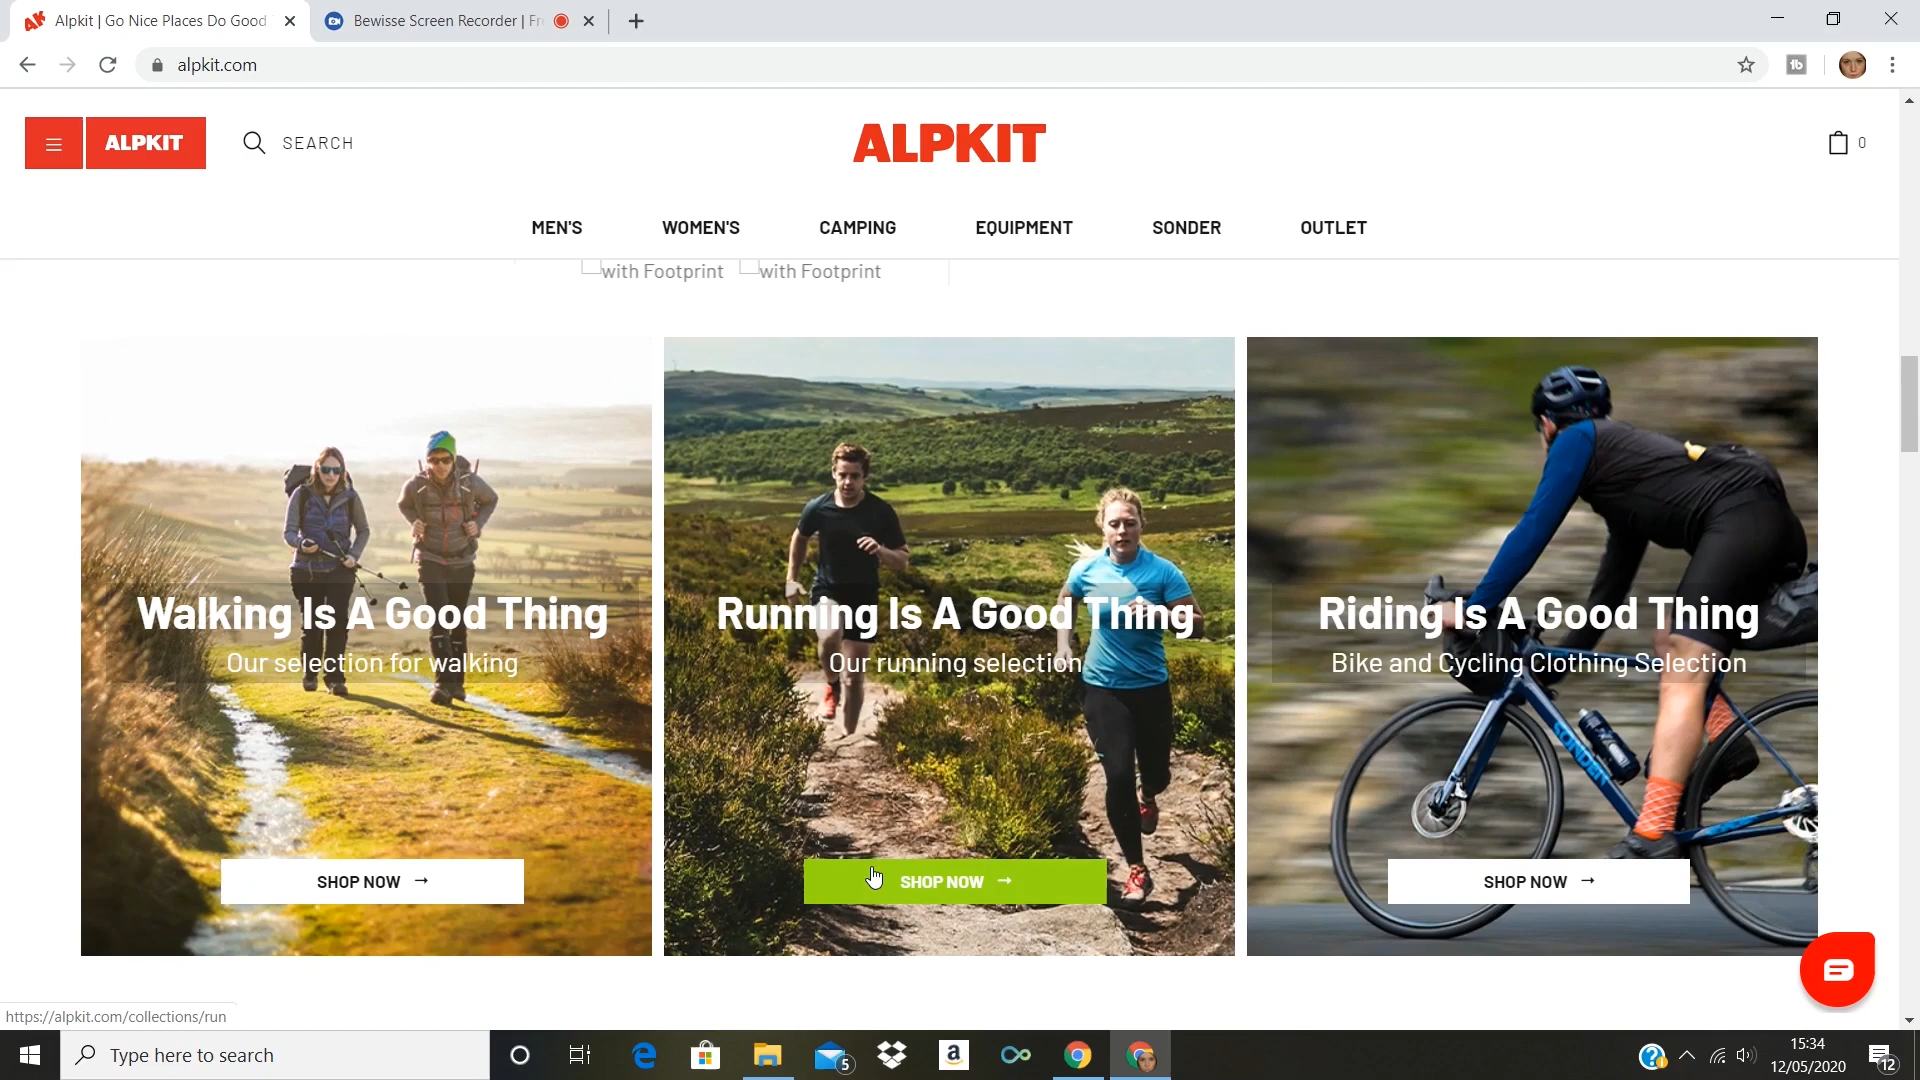 Alpkit | Go Nice Places Do Good
Bewisse Screen Recorder | Fr
alpkit.com
ALPKIT
SEARCH
ALPKIT
0
MEN'S
WOMEN'S
CAMPING
EQUIPMENT
SONDER
OUTLET
with Footprint
with Footprint
Walking Is A Good Thing
Our selection for walking
SHOP NOW →
Running Is A Good Thing
Our running selection
SHOP NOW →
Riding Is A Good Thing
Bike and Cycling Clothing Selection
SONDER
SHOP NOW →
https://alpkit.com/collections/run
Type here to search
5
15:34
12/05/2020
12